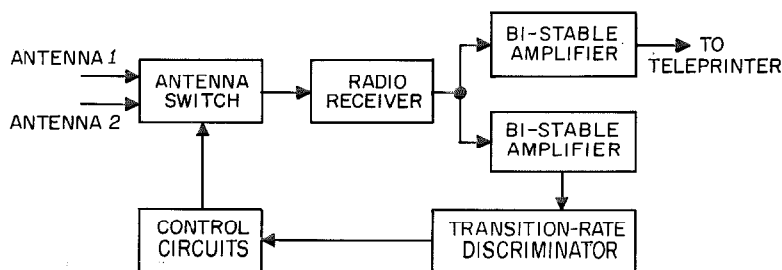 ANTENNA 1
ANTENNA 2
ANTENNA
SWITCH
RADIO
RECEIVER
BI-STABLE
AMPLIFIER
TO
TELEPRINTER
BI-STABLE
AMPLIFIER
CONTROL
CIRCUITS
TRANSITION-RATE
DISCRIMINATOR